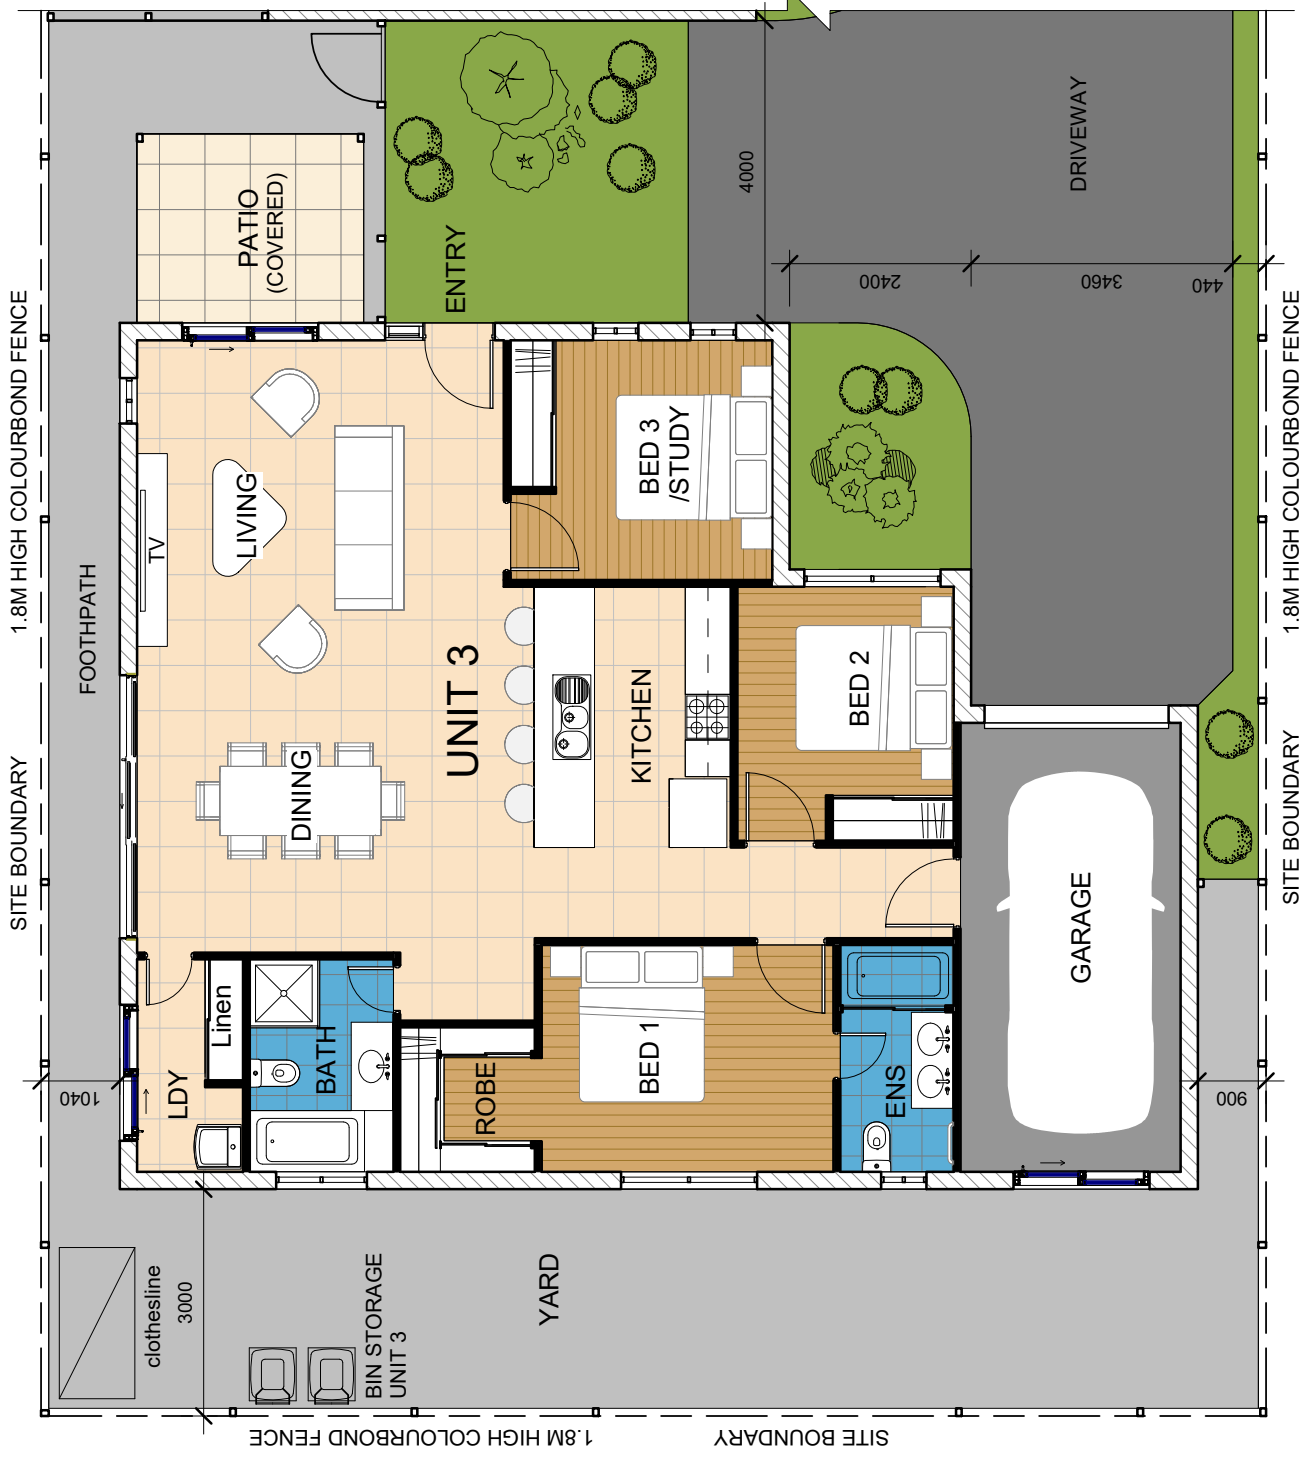 DRIVEWAY
4000
PATIO
(COVERED)
ENTRY
2400
3460
440
1.8M HIGH COLOURBOND FENCE
1.8M HIGH COLOURBOND FENCE
FOOTHPATH
TV
LIVING
BED 3
/STUDY
UNIT 3
KITCHEN
BED 2
DINING
SITE BOUNDARY
SITE BOUNDARY
GARAGE
Linen
LDY
BATH
ROBE
BED 1
ENS
1040
900
clothesline
3000
BIN STORAGE
UNIT 3
YARD
1.8M HIGH COLOURBOND FENCE
SITE BOUNDARY